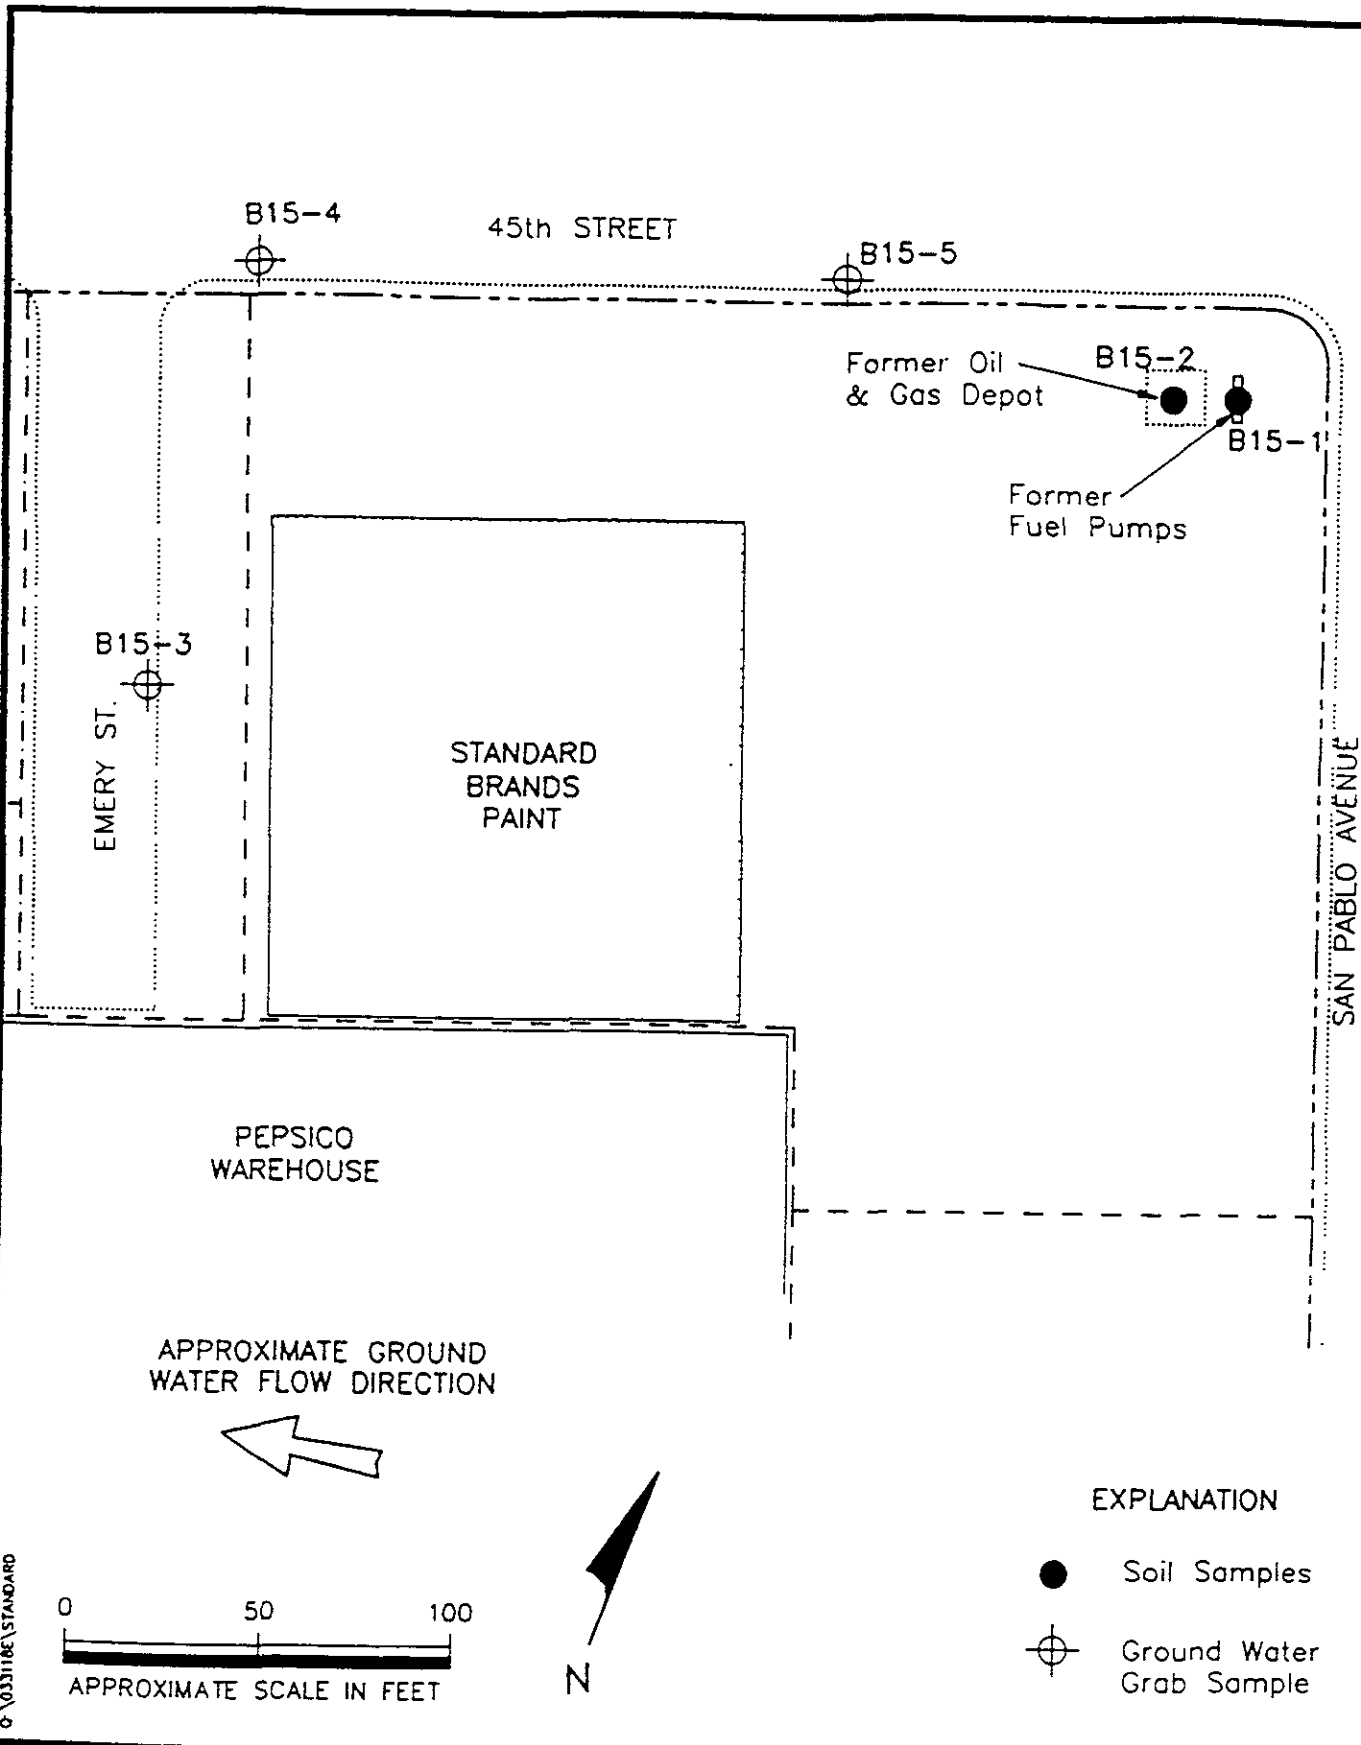 B15-4
45th STREET
B15-5
Former Oil
& Gas Depot
B15-2
B15-1
Former
Fuel Pumps
B15-3
EMERY ST.
STANDARD
BRANDS
PAINT
SAN PABLO AVENUE
PEPSICO
WAREHOUSE
APPROXIMATE GROUND
WATER FLOW DIRECTION
EXPLANATION
Soil Samples
Ground Water
Grab Sample
0 50 100
APPROXIMATE SCALE IN FEET
N
\033118E\STANDARD